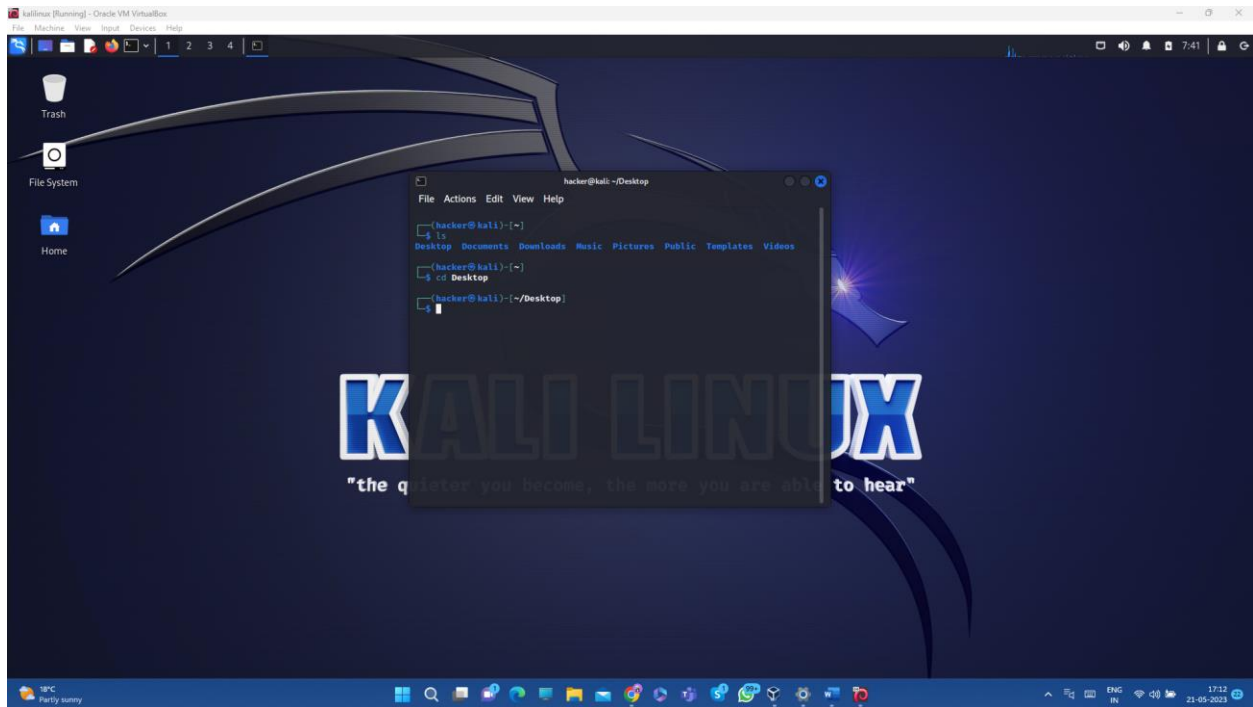 kalilinux [Running] - Oracle VM VirtualBox
File Machine View Input Devices Help
1 2 3 4
7:41
Trash
File System
Home
hacker@kali: ~/Desktop
File Actions Edit View Help
┌──(hacker㉿kali)-[~]
└─$ ls
Desktop Documents Downloads Music Pictures Public Templates Videos
┌──(hacker㉿kali)-[~]
└─$ cd Desktop
┌──(hacker㉿kali)-[~/Desktop]
└─$
KALI LINUX
"the quieter you become, the more you are able to hear"
18°C
Partly sunny
99+
ENG
IN
17:12
21-05-2023